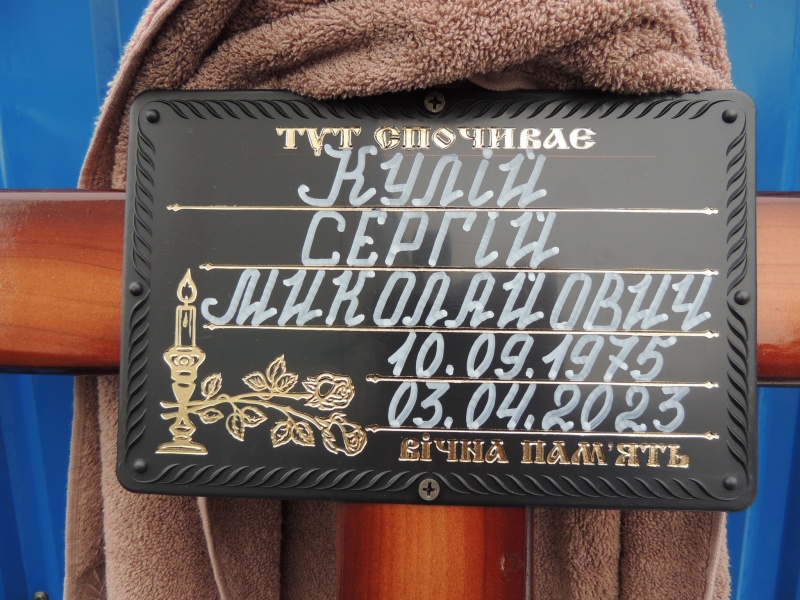 ТУТ СПОЧИВАЄ
КУЛІЙ
СЕРГІЙ
МИКОЛАЙОВИЧ
10.09.1975
03.04.2023
ВІЧНА ПАМ'ЯТЬ